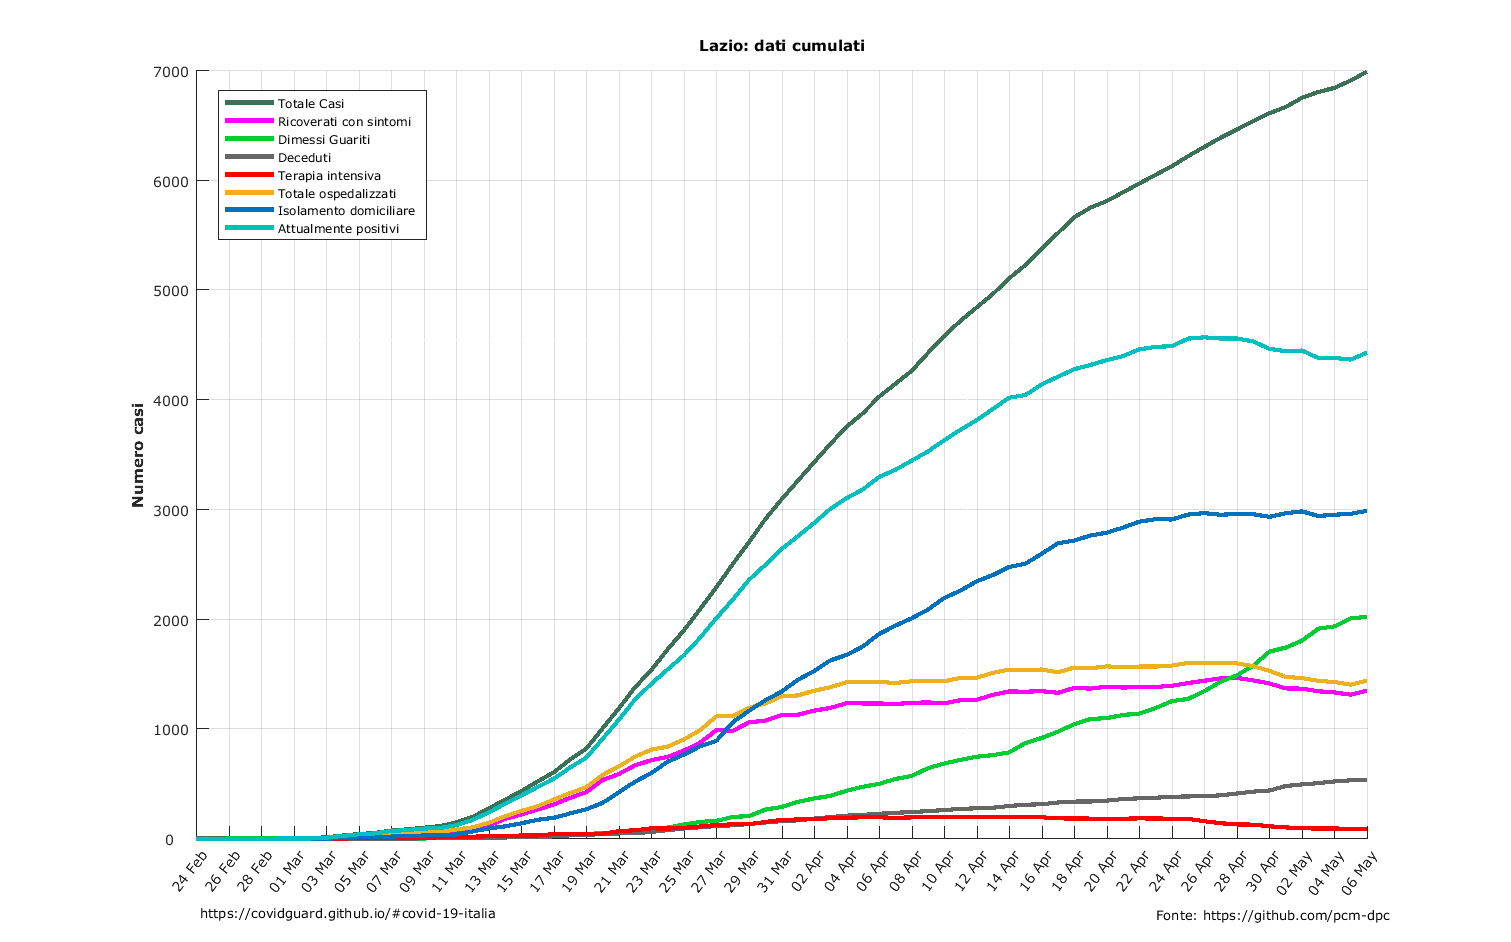 Lazio: dati cumulati
Numero casi
7000
6000
5000
4000
3000
2000
1000
0
Totale Casi
Ricoverati con sintomi
Dimessi Guariti
Deceduti
Terapia intensiva
Totale ospedalizzati
Isolamento domiciliare
Attualmente positivi
24 Feb
26 Feb
28 Feb
01 Mar
03 Mar
05 Mar
07 Mar
09 Mar
11 Mar
13 Mar
15 Mar
17 Mar
19 Mar
21 Mar
23 Mar
25 Mar
27 Mar
29 Mar
31 Mar
02 Apr
04 Apr
06 Apr
08 Apr
10 Apr
12 Apr
14 Apr
16 Apr
18 Apr
20 Apr
22 Apr
24 Apr
26 Apr
28 Apr
30 Apr
02 May
04 May
06 May
https://covidguard.github.io/#covid-19-italia
Fonte: https://github.com/pcm-dpc